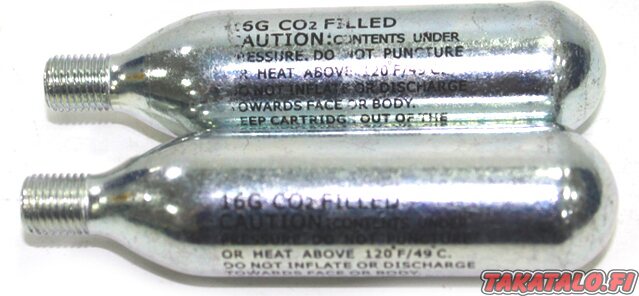 16G CO2 FILLED
CAUTION: CONTENTS UNDER
PRESSURE. DO NOT PUNCTURE
OR HEAT ABOVE 120°F/49°C.
DO NOT INFLATE OR DISCHARGE
TOWARDS FACE OR BODY.
KEEP CARTRIDG OUT OF THE
16G CO2 FILLED
CAUTION: CONTENTS
OR HEAT ABOVE 120°F/49°C.
DO NOT INFLATE OR DISCHARGE
TOWARDS FACE OR BODY.
TAKATALO.FI